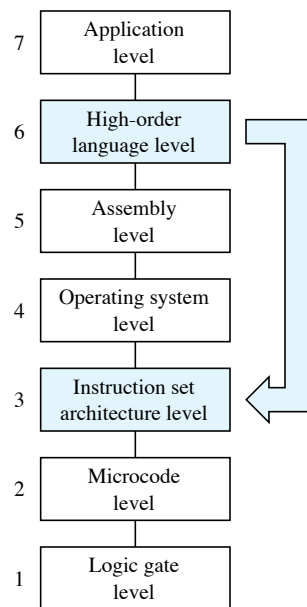 7
Application
level
6
High-order
language level
5
Assembly
level
4
Operating system
level
3
Instruction set
architecture level
2
Microcode
level
1
Logic gate
level